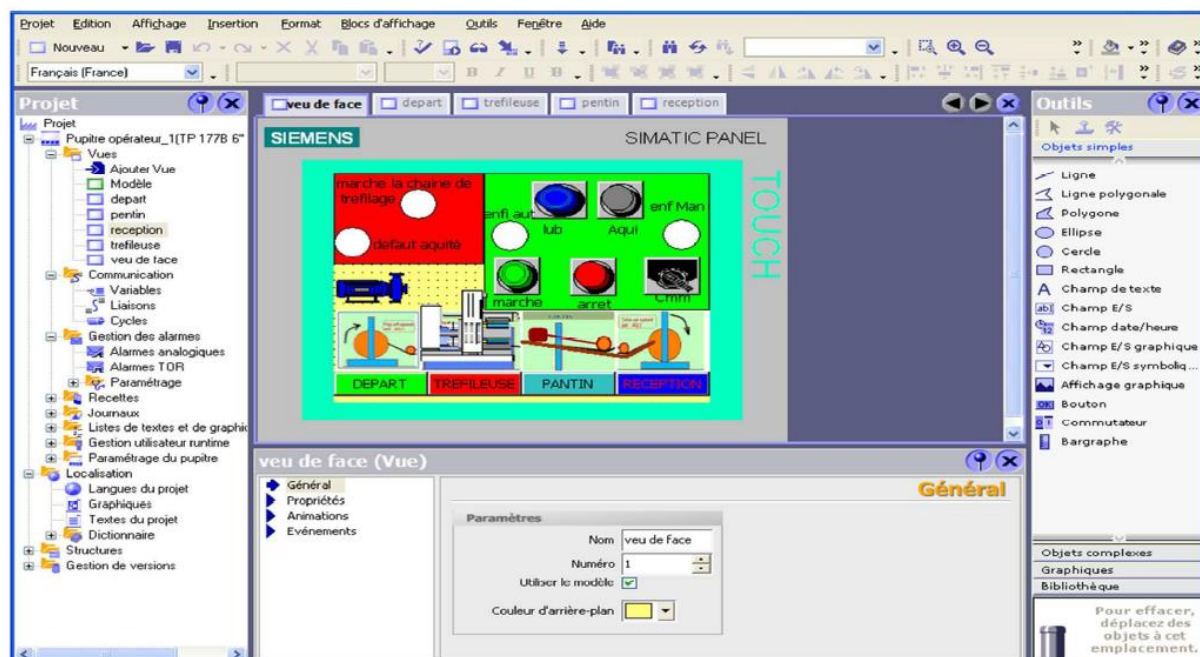 Projet Edition Affichage Insertion Format Blocs d'affichage Outils Fenêtre Aide
Nouveau
Français (France)
Projet
Projet
Pupitre opérateur_1(TP 177B 6"
Vues
Ajouter Vue
Modèle
depart
pentin
reception
trefileuse
veu de face
Communication
Variables
Liaisons
Cycles
Gestion des alarmes
Alarmes analogiques
Alarmes TOR
Paramétrage
Recettes
Journaux
Listes de textes et de graphic
Gestion utilisateur runtime
Paramétrage du pupitre
Localisation
Langues du projet
Graphiques
Textes du projet
Dictionnaire
Structures
Gestion de versions
veu de face depart trefileuse pentin reception
SIEMENS SIMATIC PANEL
TOUCH
marche la chaine de
trefilage
defaut aquité
enfi aut lub Aqui enf Man
marche arret Cmm
DEPART TREFILEUSE PANTIN RECEPTION
veu de face (Vue)
Général
Propriétés
Animations
Evénements
Général
Paramètres
Nom veu de face
Numéro 1
Utiliser le modèle
Couleur d'arrière-plan
Outils
Objets simples
Ligne
Ligne polygonale
Polygone
Ellipse
Cercle
Rectangle
Champ de texte
Champ E/S
Champ date/heure
Champ E/S graphique
Champ E/S symboliq...
Affichage graphique
Bouton
Commutateur
Bargraphe
Objets complexes
Graphiques
Bibliothèque
Pour effacer,
déplacez des
objets à cet
emplacement.